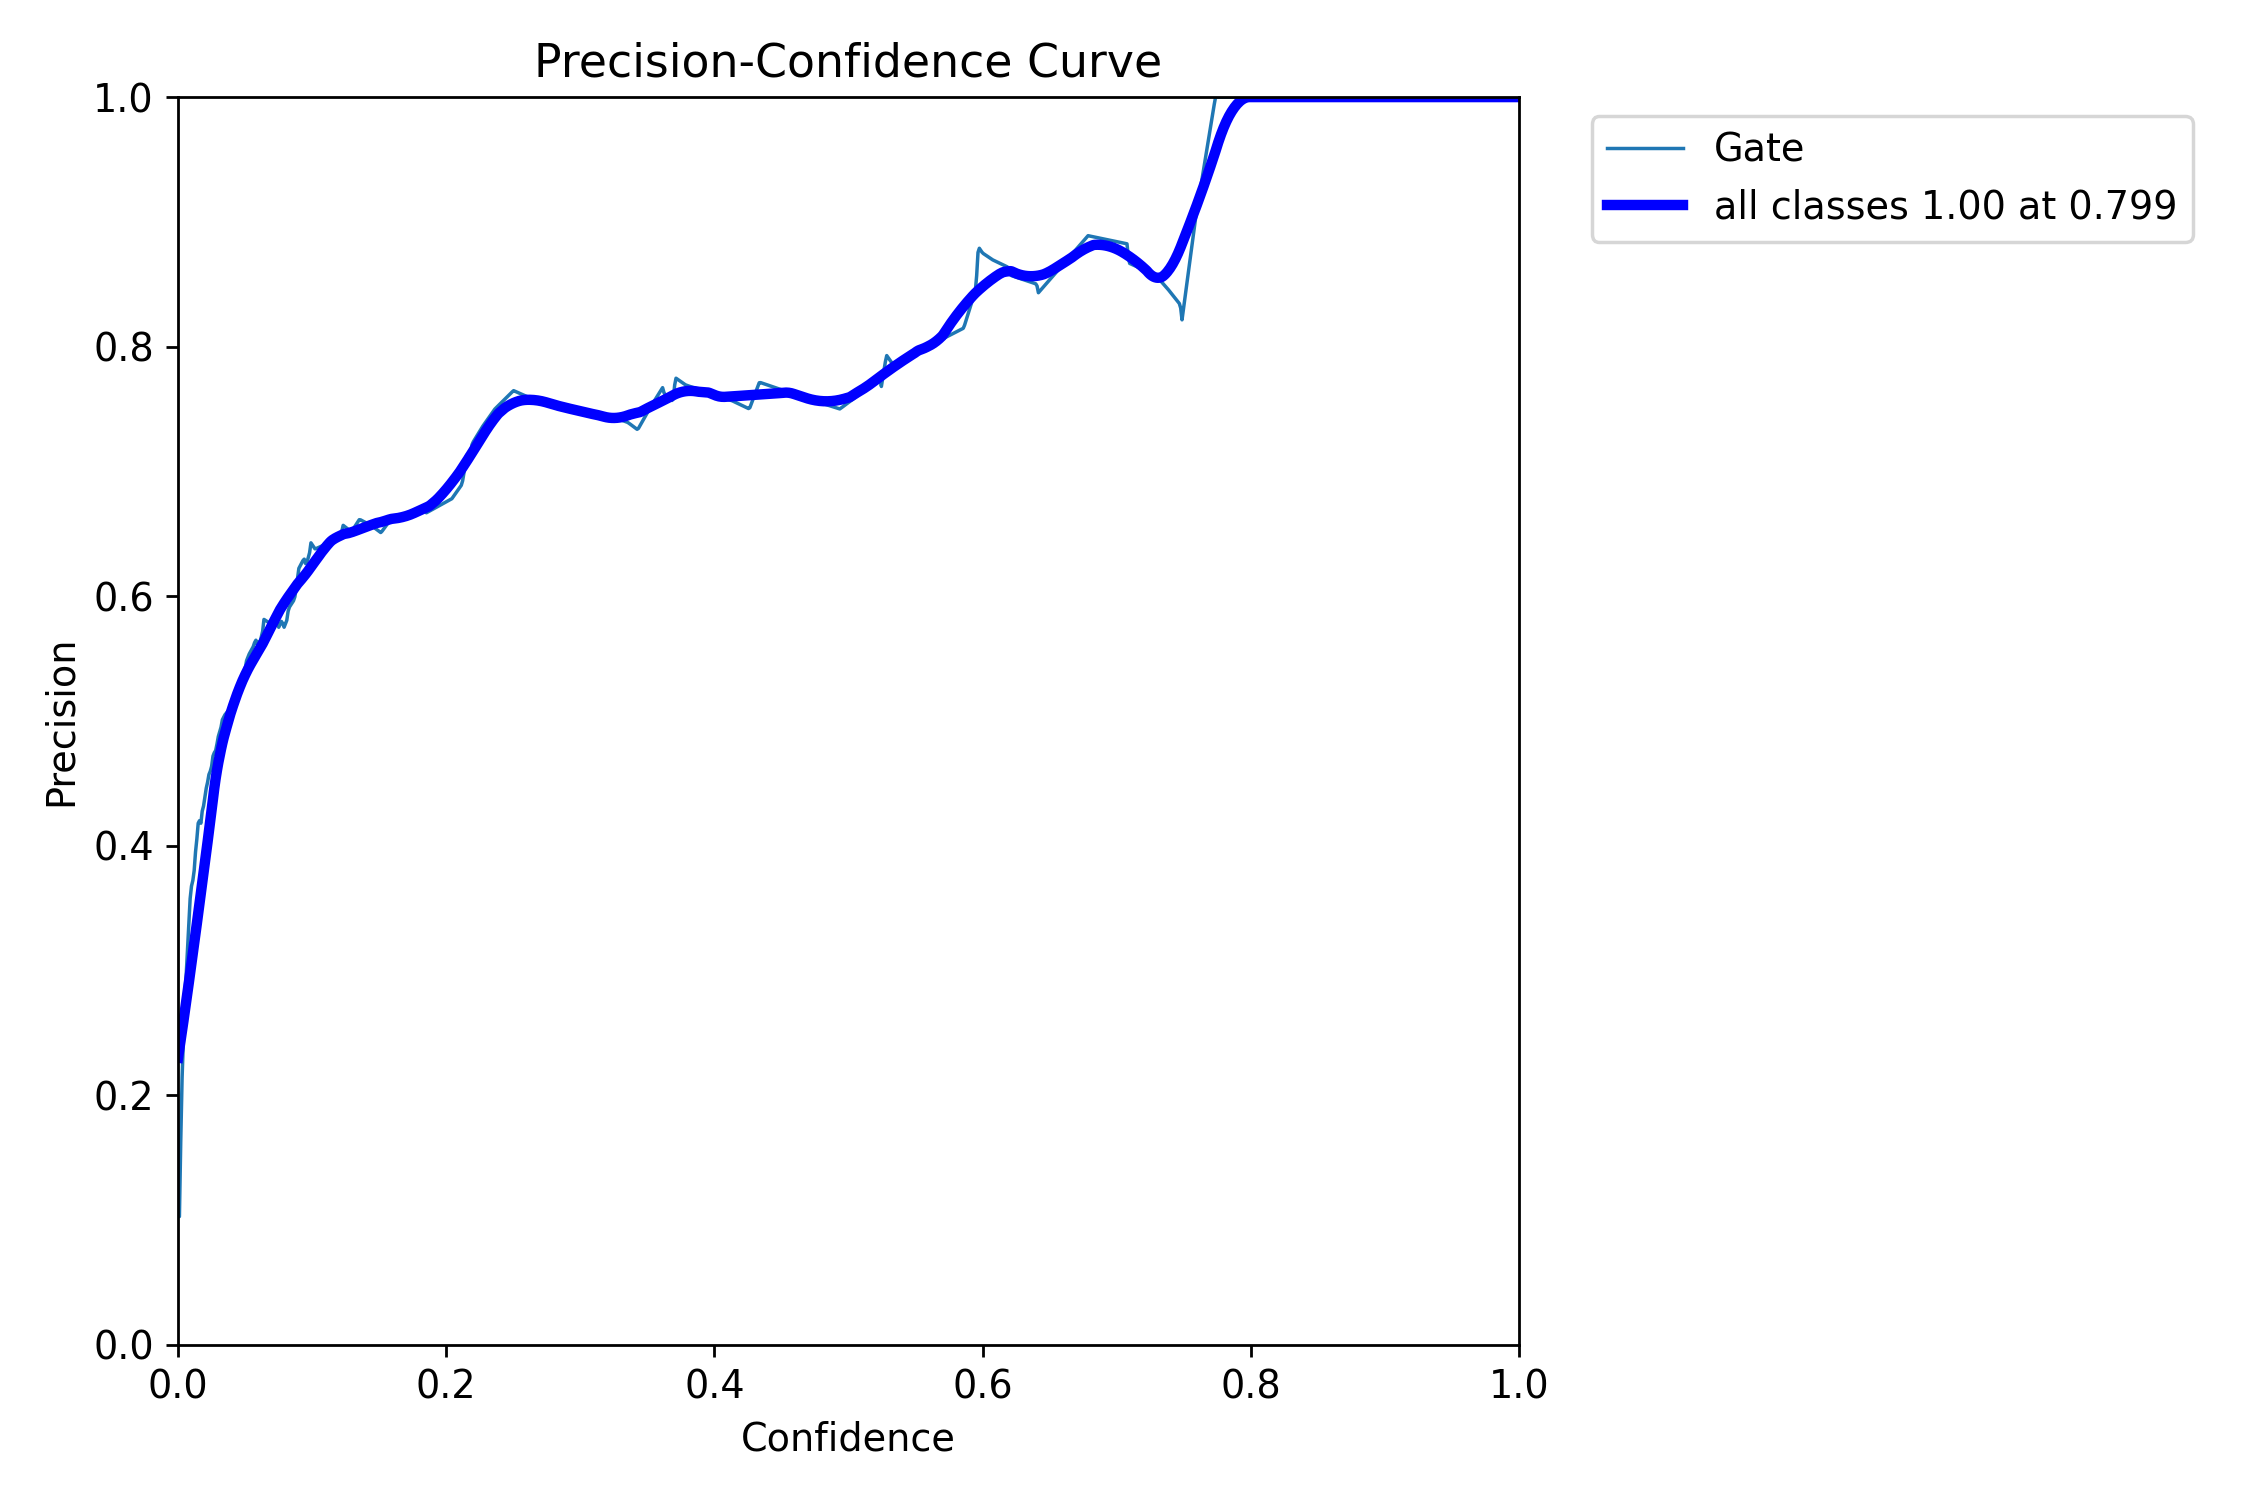 Precision-Confidence Curve
1.0
0.8
0.6
0.4
0.2
0.0
Precision
0.0 0.2 0.4 0.6 0.8 1.0
Confidence
Gate
all classes 1.00 at 0.799